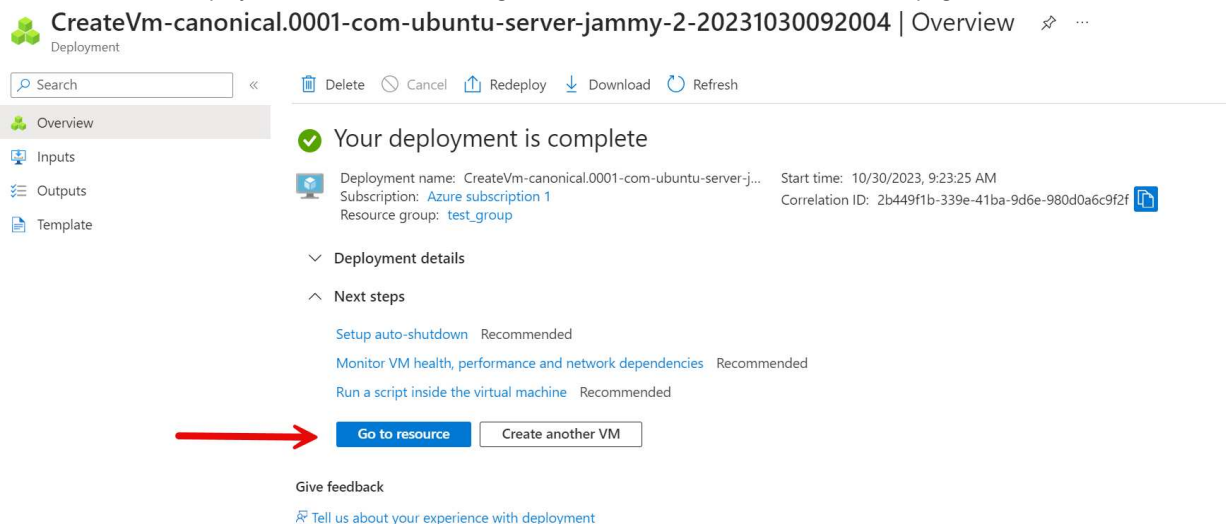 CreateVm-canonical.0001-com-ubuntu-server-jammy-2-20231030092004 | Overview ...
Deployment
Search «
Delete Cancel Redeploy Download Refresh
Overview
Inputs
Outputs
Template
Your deployment is complete
Deployment name: CreateVm-canonical.0001-com-ubuntu-server-j...
Subscription: Azure subscription 1
Resource group: test_group
Start time: 10/30/2023, 9:23:25 AM
Correlation ID: 2b449f1b-339e-41ba-9d6e-980d0a6c9f2f
Deployment details
Next steps
Setup auto-shutdown Recommended
Monitor VM health, performance and network dependencies Recommended
Run a script inside the virtual machine Recommended
Go to resource Create another VM
Give feedback
Tell us about your experience with deployment